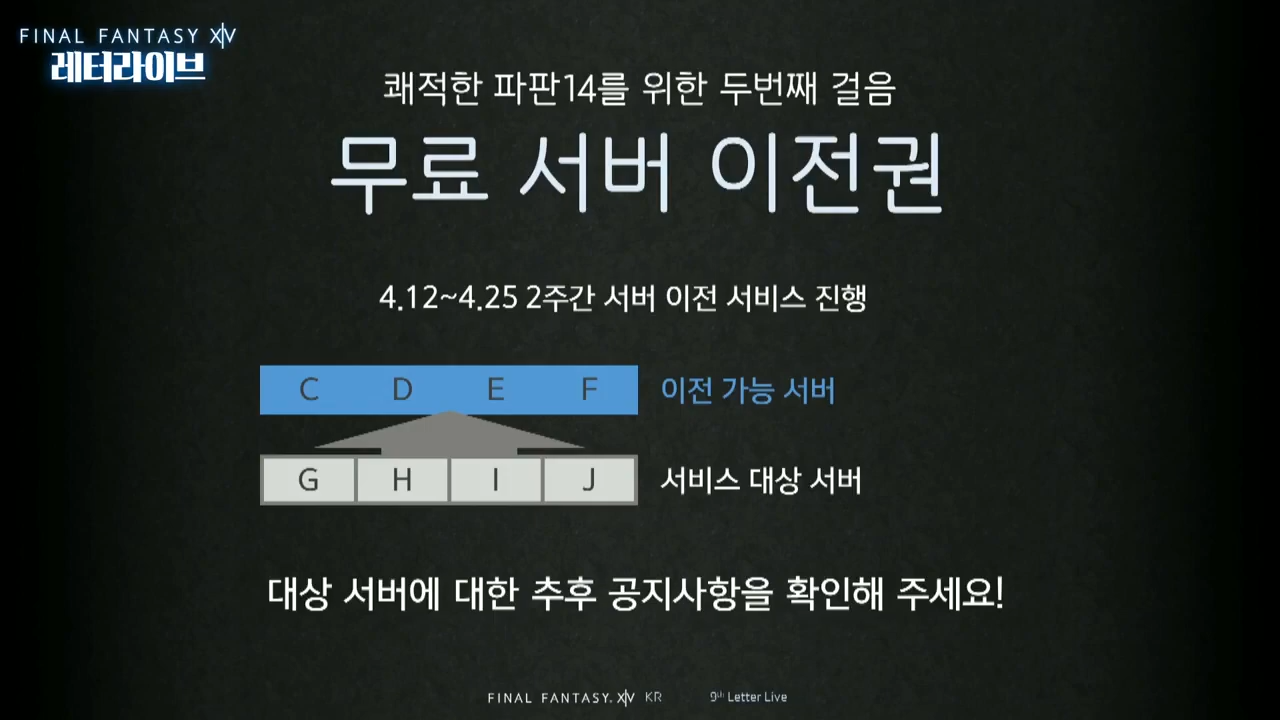 FINAL FANTASY XIV
레터라이브
쾌적한 파판14를 위한 두번째 걸음
무료 서버 이전권
4.12~4.25 2주간 서버 이전 서비스 진행
C D E F 이전 가능 서버
G H I J 서비스 대상 서버
대상 서버에 대한 추후 공지사항을 확인해 주세요!
FINAL FANTASY XIV KR 9th Letter Live